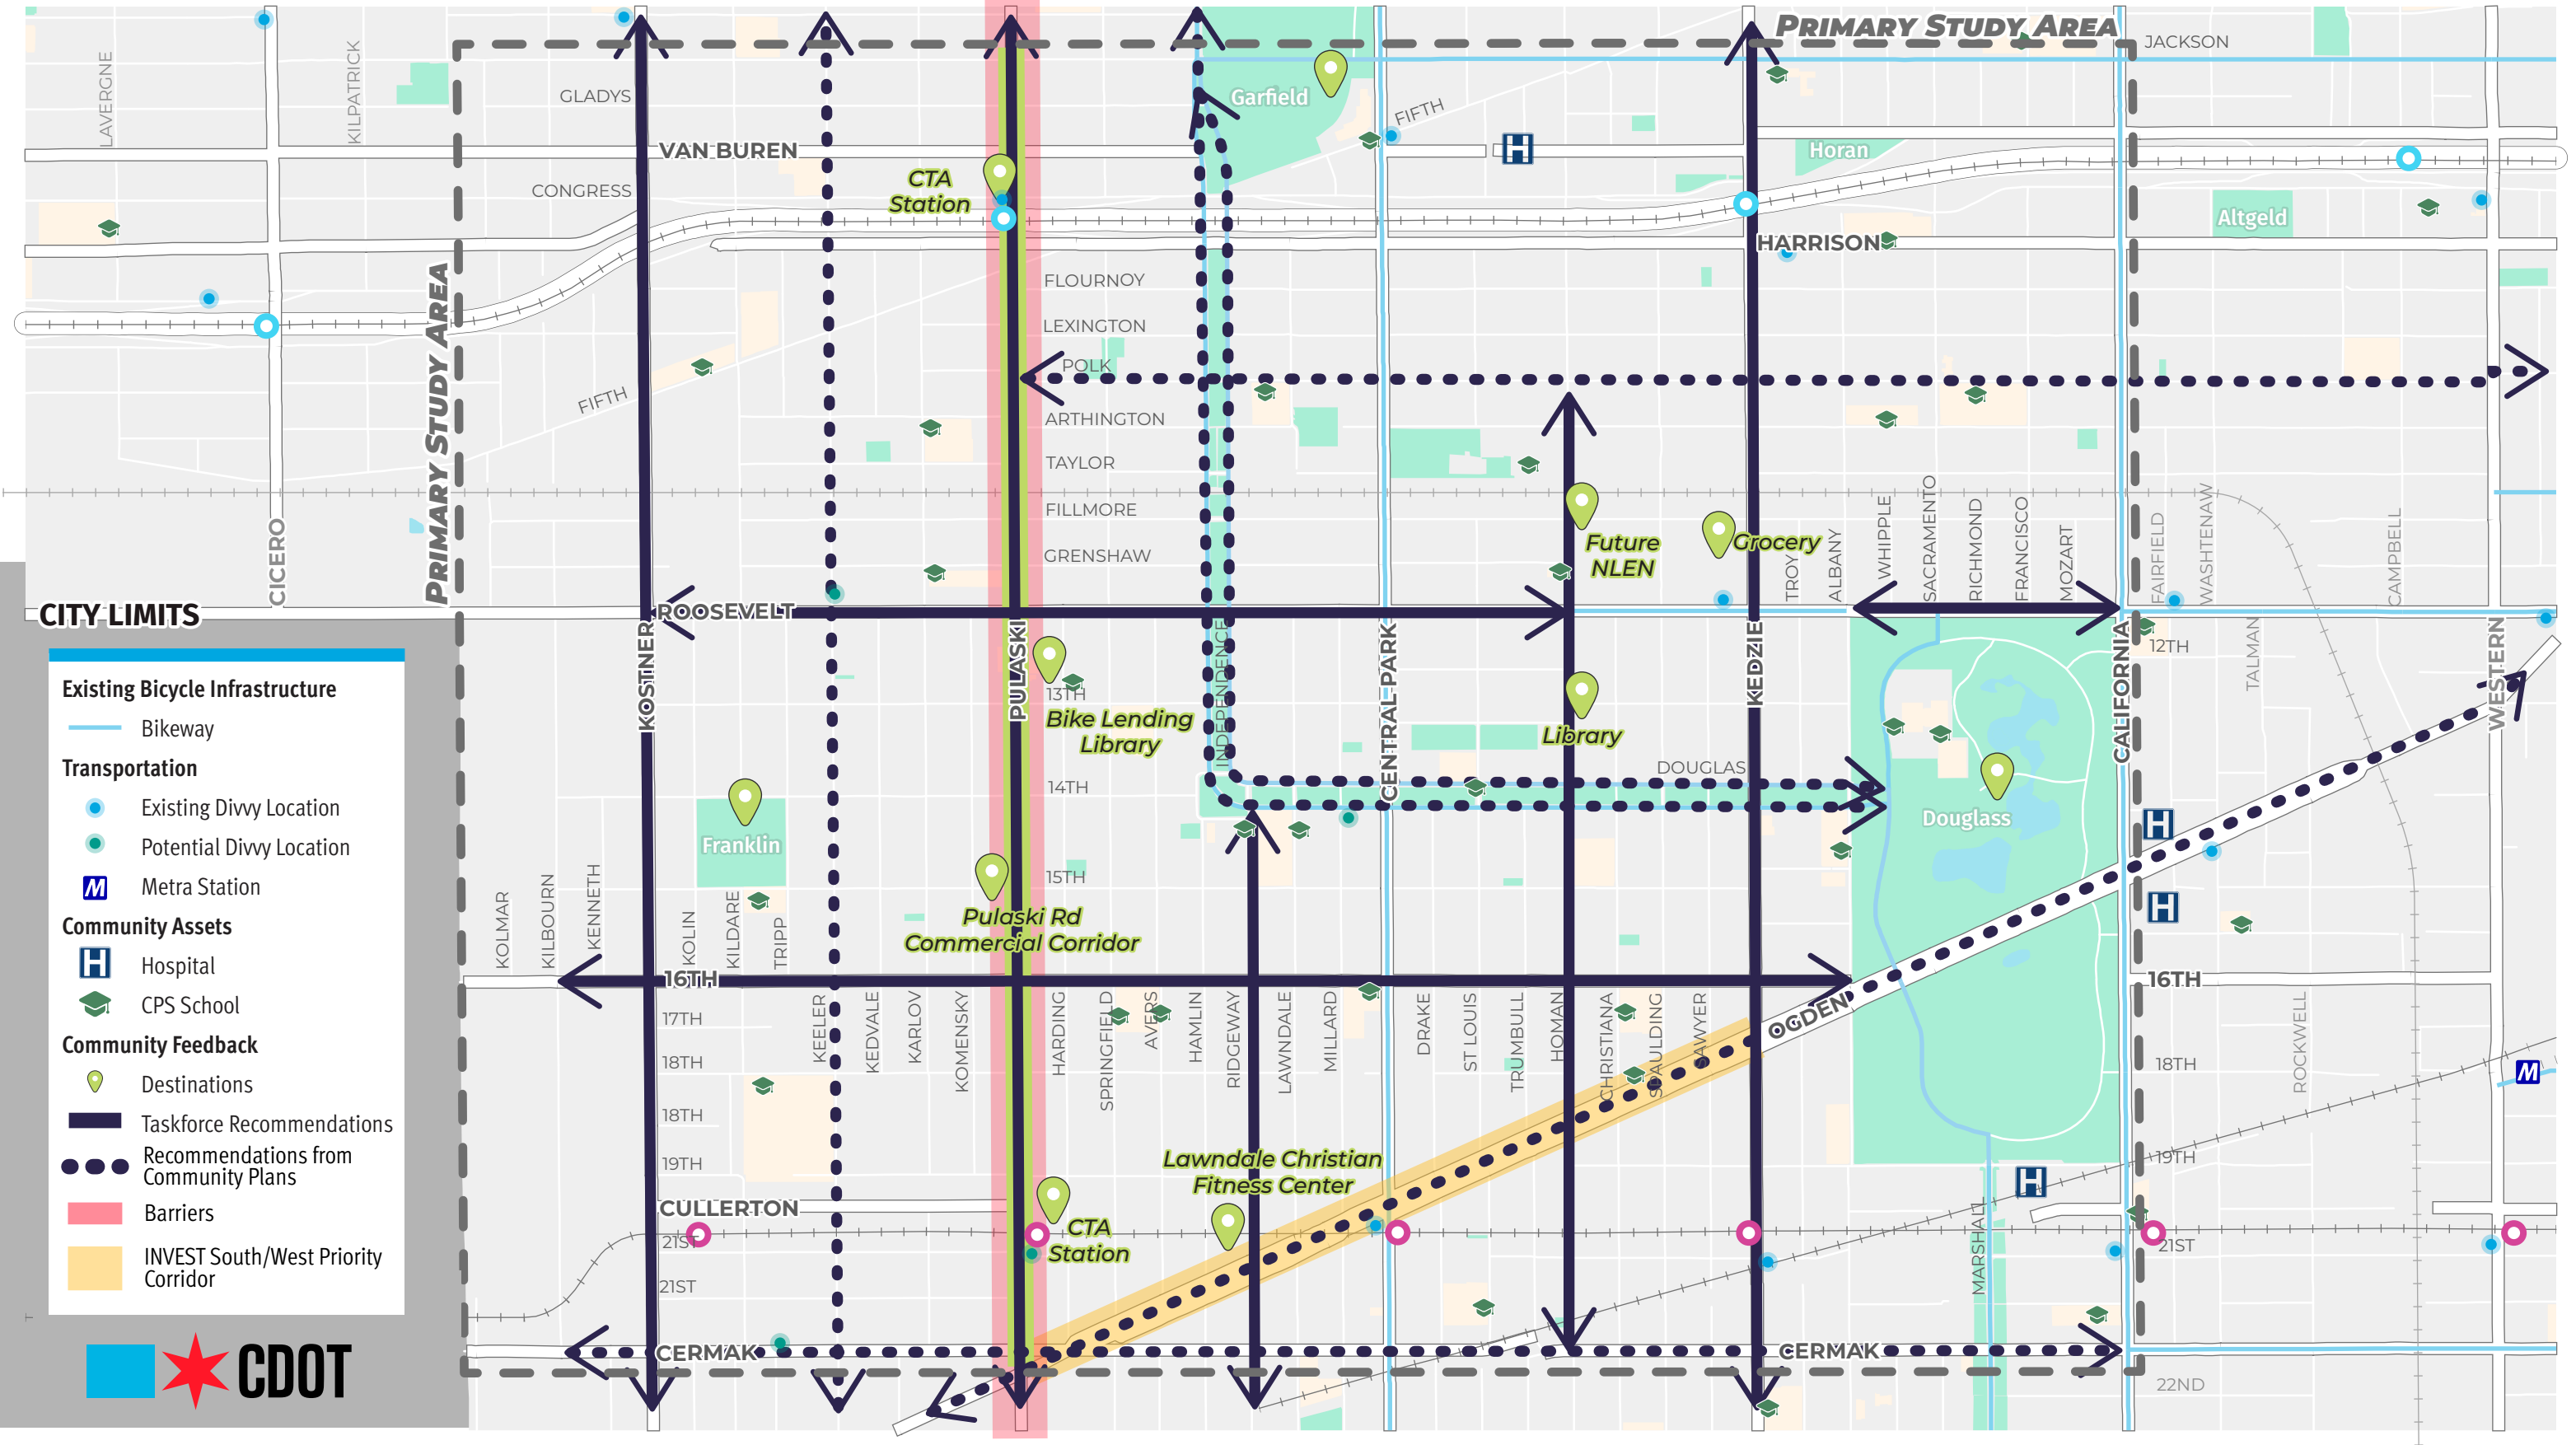 PRIMARY STUDY AREA
JACKSON
LAVERGNE
KILPATRICK
GLADYS
Garfield
FIFTH
VAN BUREN
Horan
CONGRESS
CTA
Station
H
Altgeld
HARRISON
FLOURNOY
LEXINGTON
POLK
PRIMARY STUDY AREA
FIFTH
ARTHINGTON
TAYLOR
FILLMORE
GRENSHAW
Future
NLEN
Grocery
CICERO
TROY
ALBANY
WHIPPLE
SACRAMENTO
RICHMOND
FRANCISCO
MOZART
FAIRFIELD
WASHTENAW
CAMPBELL
CITY LIMITS
ROOSEVELT
KOSTNER
PULASKI
INDEPENDENCE
CENTRAL PARK
KEDZIE
CALIFORNIA
12TH
TALMAN
WESTERN
13TH
Bike Lending
Library
Library
DOUGLAS
14TH
Franklin
Douglass
H
15TH
H
KOLMAR
KILBOURN
KENNETH
KOLIN
KILDARE
TRIPP
Pulaski Rd
Commercial Corridor
16TH
16TH
17TH
18TH
18TH
19TH
KEELER
KEDVALE
KARLOV
KOMENSKY
HARDING
SPRINGFIELD
AVERS
HAMLIN
RIDGEWAY
LAWNDALE
MILLARD
DRAKE
ST LOUIS
TRUMBULL
HOMAN
CHRISTIANA
SPAULDING
SAWYER
OGDEN
18TH
ROCKWELL
M
19TH
H
Lawndale Christian
Fitness Center
CULLERTON
CTA
Station
21ST
21ST
21ST
MARSHALL
CERMAK
CERMAK
22ND
Existing Bicycle Infrastructure
Bikeway
Transportation
Existing Divvy Location
Potential Divvy Location
M Metra Station
Community Assets
H Hospital
CPS School
Community Feedback
Destinations
Taskforce Recommendations
Recommendations from
Community Plans
Barriers
INVEST South/West Priority
Corridor
CDOT